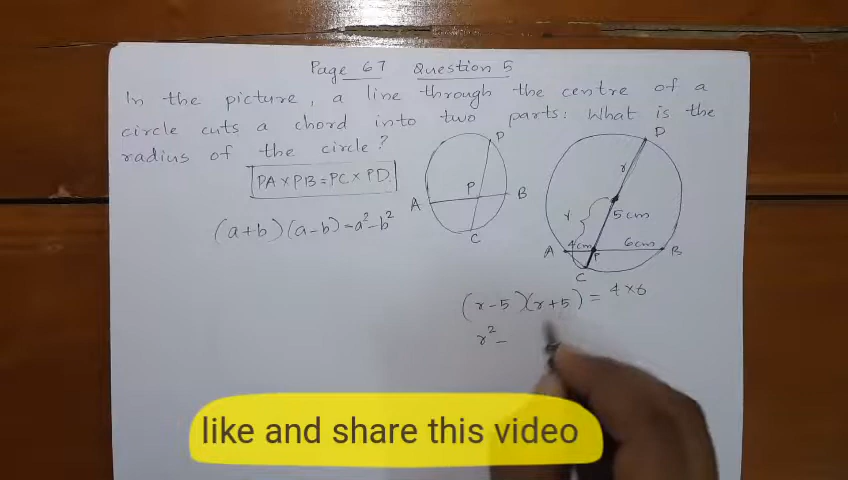 Page 67 Question 5
In the picture, a line through the centre of a
circle cuts a chord into two parts: What is the
radius of the circle?
PA×PB=PC×PD.
(a+b)(a-b)=a²-b²
D
P
A
B
C
D
r
r
5cm
A
4cm
P
6cm
B
C
(r-5)(r+5) = 4×6
r²-
like and share this video